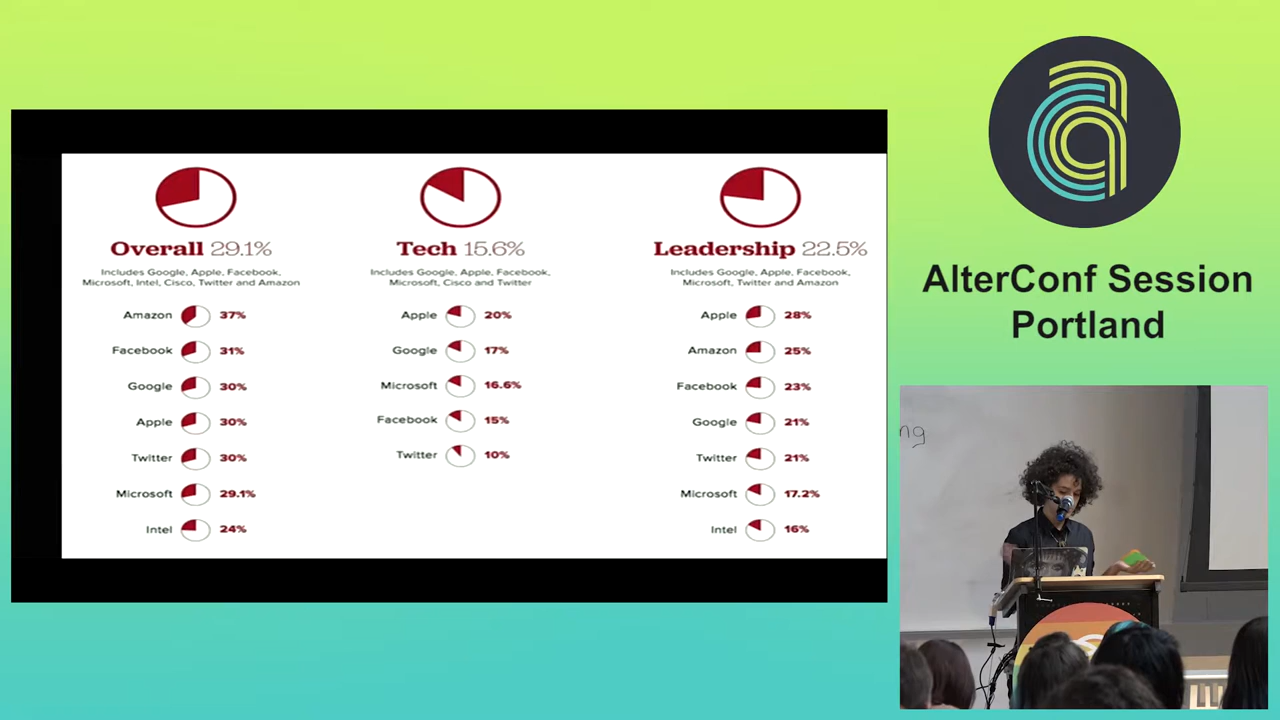 Overall 29.1%
Includes Google, Apple, Facebook,
Microsoft, Intel, Cisco, Twitter and Amazon
Amazon 37%
Facebook 31%
Google 30%
Apple 30%
Twitter 30%
Microsoft 29.1%
Intel 24%
Tech 15.6%
Includes Google, Apple, Facebook,
Microsoft, Cisco and Twitter
Apple 20%
Google 17%
Microsoft 16.6%
Facebook 15%
Twitter 10%
Leadership 22.5%
Includes Google, Apple, Facebook,
Microsoft, Twitter and Amazon
Apple 28%
Amazon 25%
Facebook 23%
Google 21%
Twitter 21%
Microsoft 17.2%
Intel 16%
AlterConf Session
Portland
ng